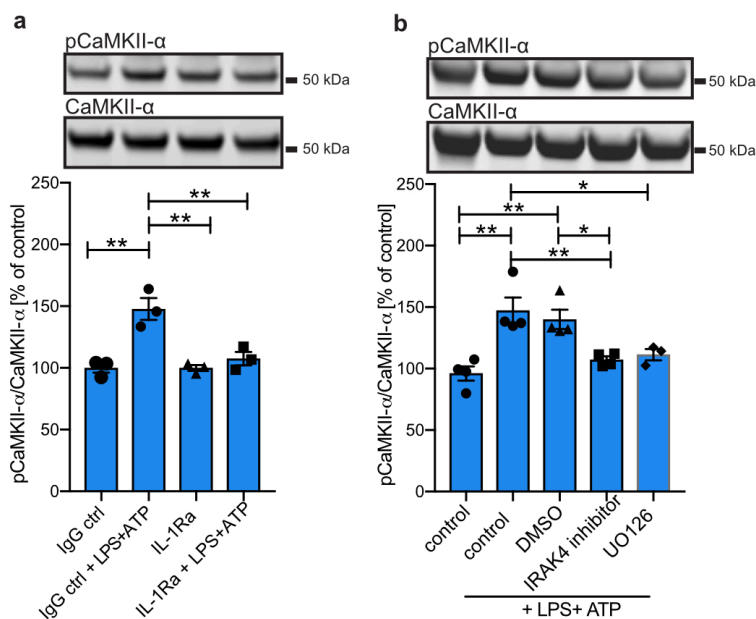 a
pCaMKII-α
50 kDa
CaMKII-α
50 kDa
250
200
150
100
50
0
pCaMKII-α/CaMKII-α [% of control]
**
**
**
IgG ctrl
IgG ctrl + LPS+ATP
IL-1Ra
IL-1Ra + LPS+ATP
b
pCaMKII-α
50 kDa
CaMKII-α
50 kDa
250
200
150
100
50
0
pCaMKII-α/CaMKII-α [% of control]
*
**
**
*
**
control
control
DMSO
IRAK4 inhibitor
UO126
+ LPS+ ATP